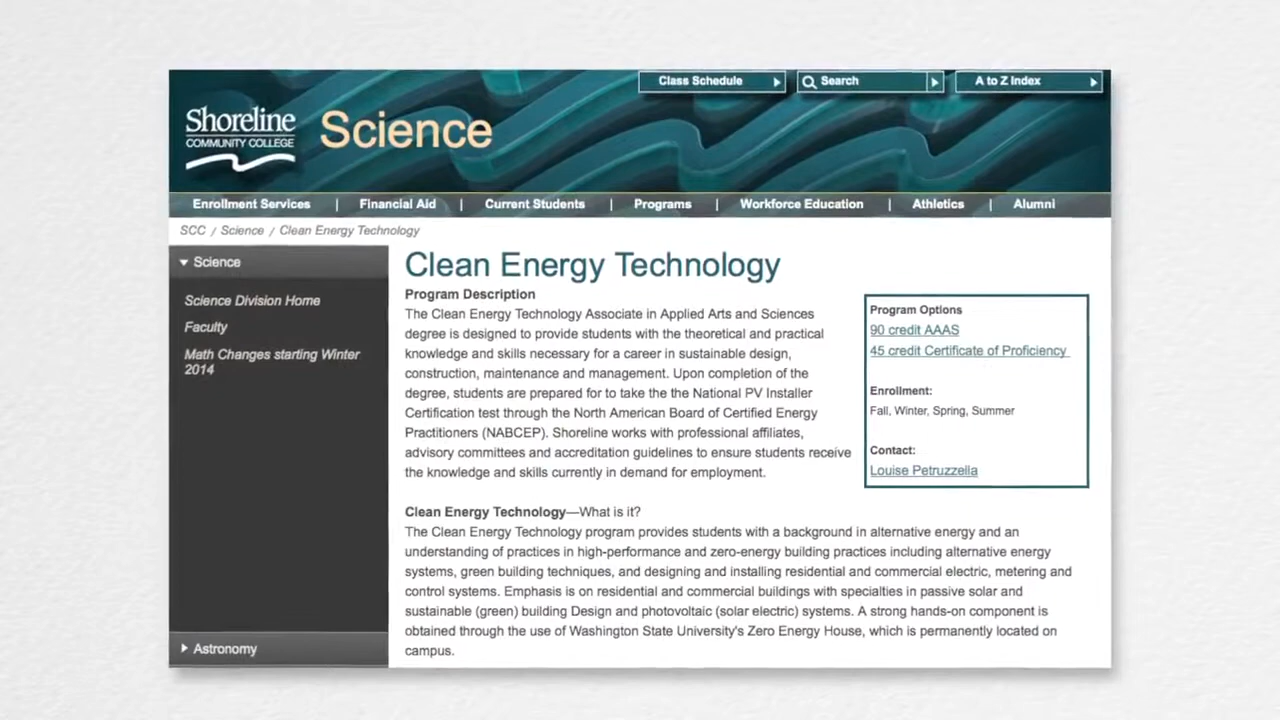 Class Schedule
Search
A to Z Index
Shoreline
COMMUNITY COLLEGE
Science
Enrollment Services | Financial Aid | Current Students | Programs | Workforce Education | Athletics | Alumni
SCC / Science / Clean Energy Technology
Science
Science Division Home
Faculty
Math Changes starting Winter
2014
Astronomy
Clean Energy Technology
Program Description
The Clean Energy Technology Associate in Applied Arts and Sciences
degree is designed to provide students with the theoretical and practical
knowledge and skills necessary for a career in sustainable design,
construction, maintenance and management. Upon completion of the
degree, students are prepared for to take the the National PV Installer
Certification test through the North American Board of Certified Energy
Practitioners (NABCEP). Shoreline works with professional affiliates,
advisory committees and accreditation guidelines to ensure students receive
the knowledge and skills currently in demand for employment.
Program Options
90 credit AAAS
45 credit Certificate of Proficiency
Enrollment:
Fall, Winter, Spring, Summer
Contact:
Louise Petruzzella
Clean Energy Technology—What is it?
The Clean Energy Technology program provides students with a background in alternative energy and an
understanding of practices in high-performance and zero-energy building practices including alternative energy
systems, green building techniques, and designing and installing residential and commercial electric, metering and
control systems. Emphasis is on residential and commercial buildings with specialties in passive solar and
sustainable (green) building Design and photovoltaic (solar electric) systems. A strong hands-on component is
obtained through the use of Washington State University's Zero Energy House, which is permanently located on
campus.